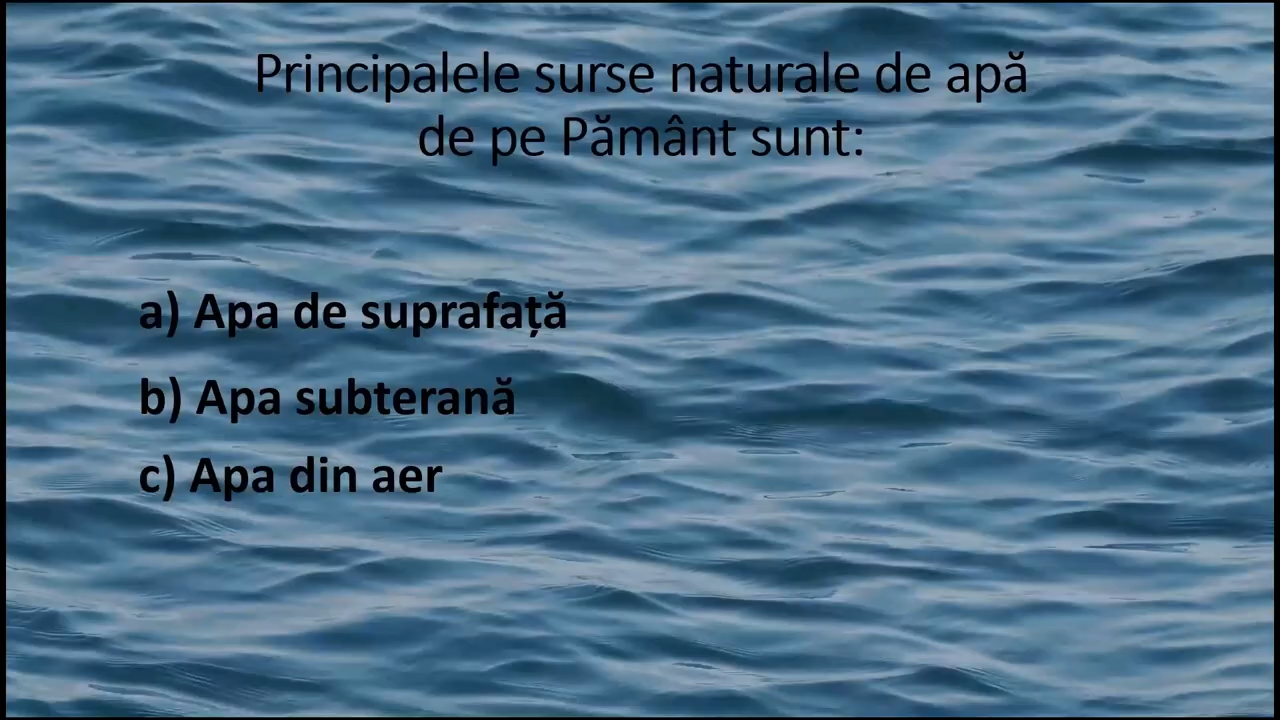 Principalele surse naturale de apă
de pe Pământ sunt:
a) Apa de suprafață
b) Apa subterană
c) Apa din aer